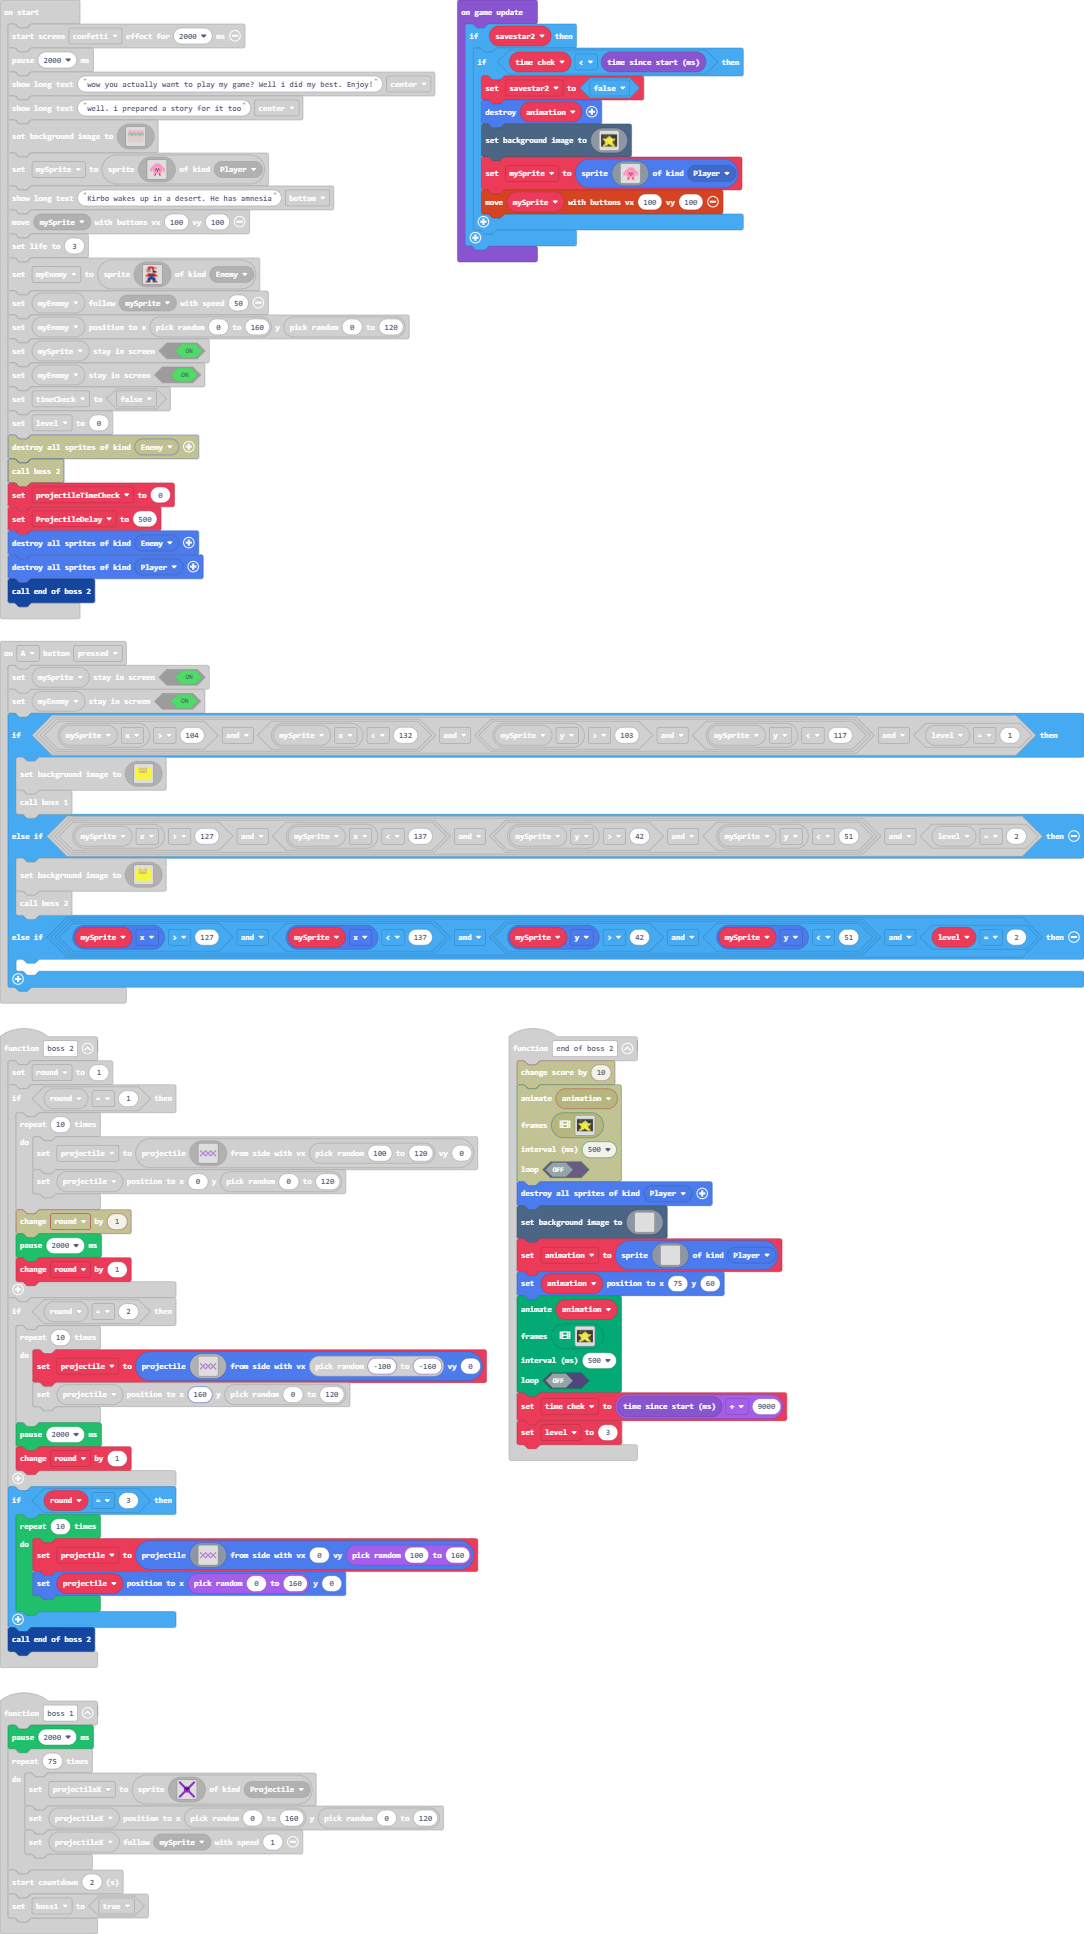 on start
start screen confetti effect for 2000 ms
pause 2000 ms
show long text "wow you actually want to play my game? Well i did my best. Enjoy!" center
show long text "well. i prepared a story for it too" center
set background image to
set mySprite to sprite of kind Player
show long text "Kirbo wakes up in a desert. He has amnesia" bottom
move mySprite with buttons vx 100 vy 100
set life to 3
set myEnemy to sprite of kind Enemy
set myEnemy follow mySprite with speed 50
set myEnemy position to x pick random 0 to 160 y pick random 0 to 120
set mySprite stay in screen ON
set myEnemy stay in screen ON
set timeCheck to false
set level to 0
destroy all sprites of kind Enemy
call boss 2
set projectileTimeCheck to 0
set ProjectileDelay to 500
destroy all sprites of kind Enemy
destroy all sprites of kind Player
call end of boss 2
on game update
if savestar2 then
if time chek < time since start (ms) then
set savestar2 to false
destroy animation
set background image to
set mySprite to sprite of kind Player
move mySprite with buttons vx 100 vy 100
on A button pressed
set mySprite stay in screen ON
set myEnemy stay in screen ON
if mySprite x > 104 and mySprite x < 132 and mySprite y > 103 and mySprite y < 117 and level = 1 then
set background image to
call boss 1
else if mySprite x > 127 and mySprite x < 137 and mySprite y > 42 and mySprite y < 51 and level = 2 then
set background image to
call boss 2
else if mySprite x > 127 and mySprite x < 137 and mySprite y > 42 and mySprite y < 51 and level = 2 then
function boss 2
set round to 1
if round = 1 then
repeat 10 times
do
set projectile to projectile from side with vx pick random 100 to 120 vy 0
set projectile position to x 0 y pick random 0 to 120
change round by 1
pause 2000 ms
change round by 1
if round = 2 then
repeat 10 times
do
set projectile to projectile from side with vx pick random -100 to -160 vy 0
set projectile position to x 160 y pick random 0 to 120
pause 2000 ms
change round by 1
if round = 3 then
repeat 10 times
do
set projectile to projectile from side with vx 0 vy pick random 100 to 160
set projectile position to x pick random 0 to 160 y 0
call end of boss 2
function end of boss 2
change score by 10
animate animation
frames
interval (ms) 500
loop OFF
destroy all sprites of kind Player
set background image to
set animation to sprite of kind Player
set animation position to x 75 y 60
animate animation
frames
interval (ms) 500
loop OFF
set time chek to time since start (ms) + 9000
set level to 3
function boss 1
pause 2000 ms
repeat 75 times
do
set projectileX to sprite of kind Projectile
set projectileX position to x pick random 0 to 160 y pick random 0 to 120
set projectileX follow mySprite with speed 1
start countdown 2 (s)
set boss1 to true